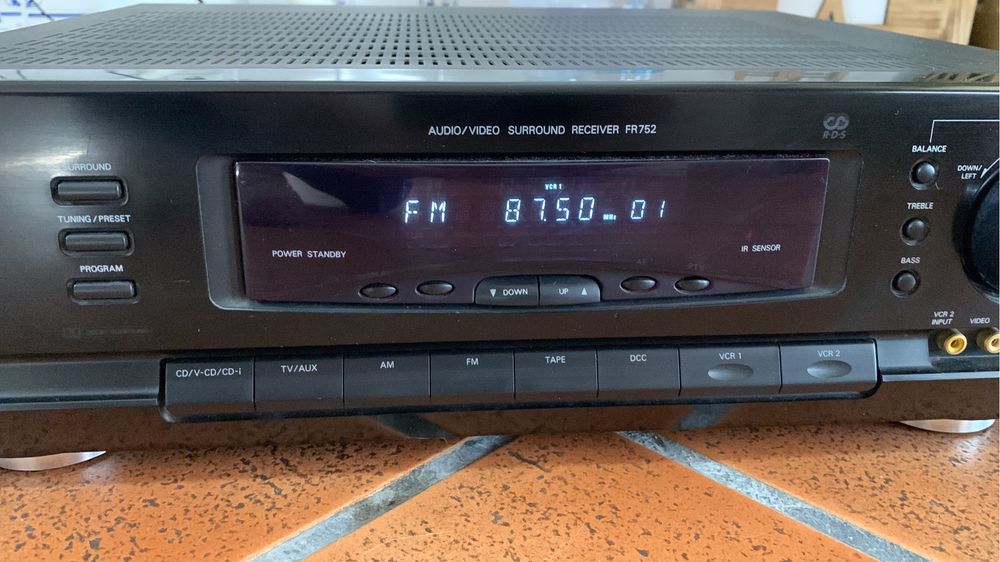 AUDIO/VIDEO SURROUND RECEIVER FR752
R·D·S
SURROUND
TUNING/PRESET
PROGRAM
VCR 1
FM 87.50 MHz 01
POWER STANDBY
IR SENSOR
▼ DOWN
UP ▲
BALANCE
DOWN/
LEFT
TREBLE
BASS
VCR 2
INPUT
VIDEO
DOLBY SURROUND
CD/V-CD/CD-i
TV/AUX
AM
FM
TAPE
DCC
VCR 1
VCR 2